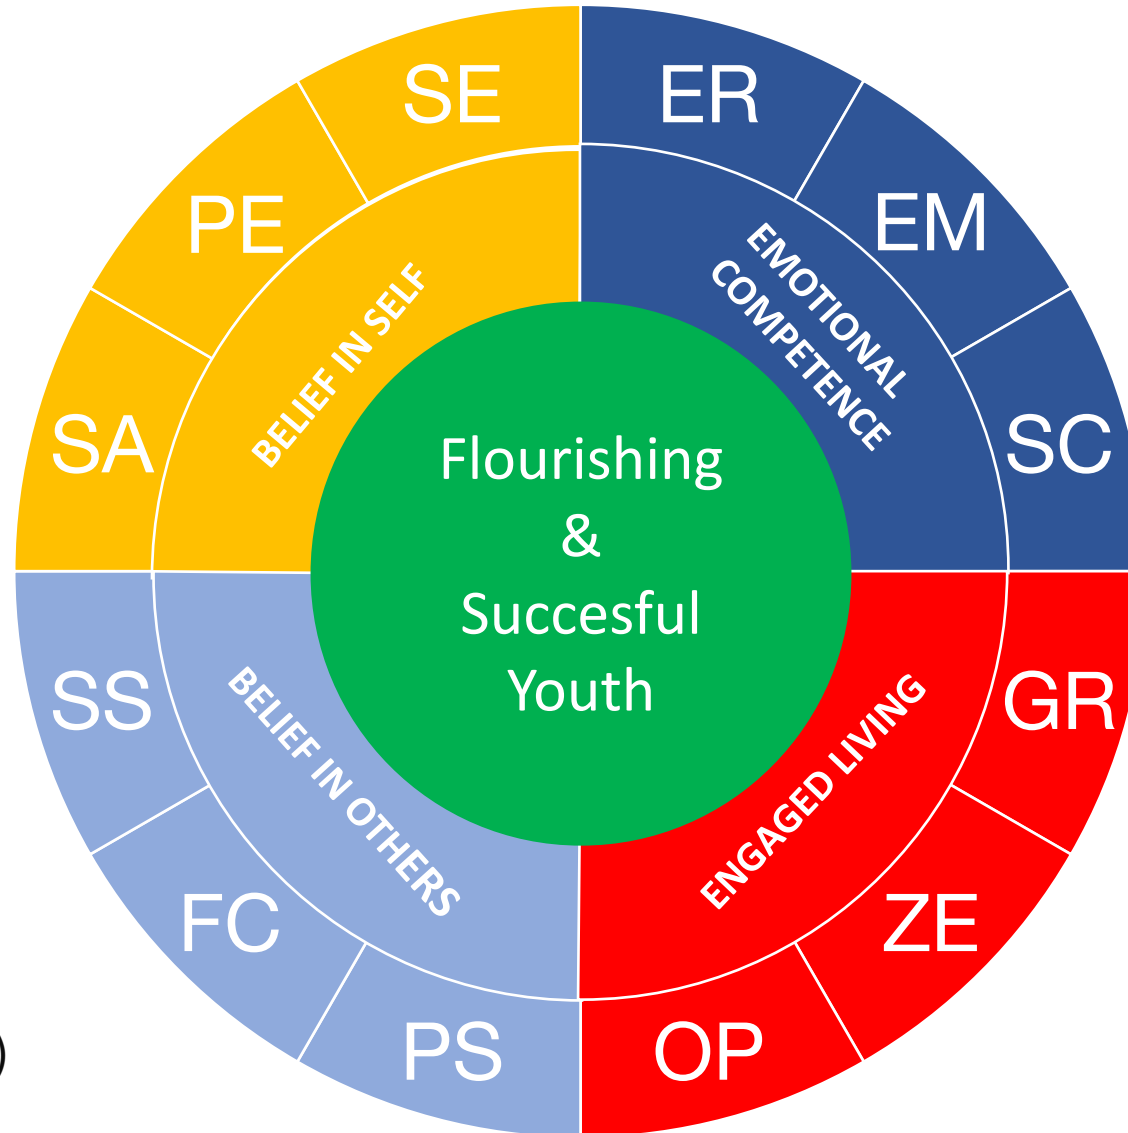 SE
ER
PE
EM
SA
SC
BELIEF IN SELF
EMOTIONAL
COMPETENCE
Flourishing
&
Succesful
Youth
SS
GR
BELIEF IN OTHERS
ENGAGED LIVING
FC
ZE
PS
OP
)